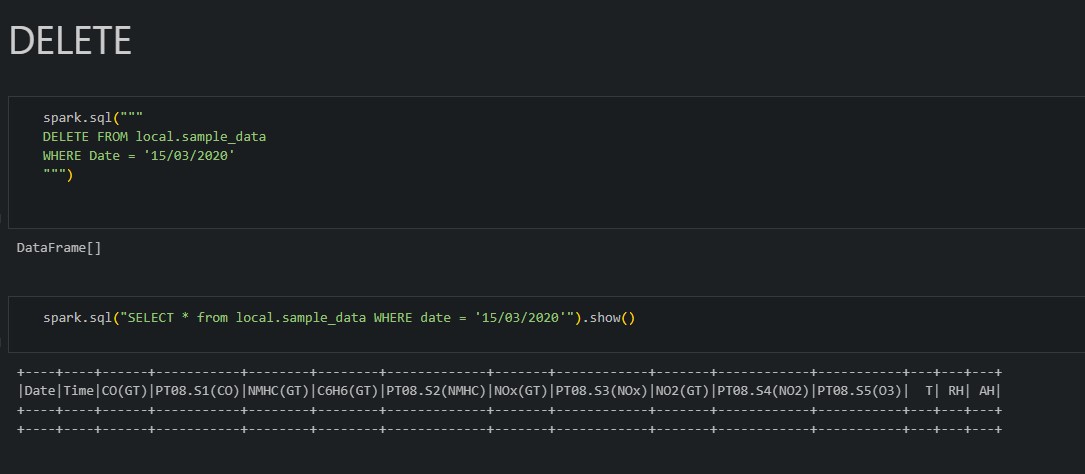 DELETE
spark.sql("""
DELETE FROM local.sample_data
WHERE Date = '15/03/2020'
""")
DataFrame[]
spark.sql("SELECT * from local.sample_data WHERE date = '15/03/2020'").show()
+----+----+------+-----------+--------+--------+-------------+-------+------------+-------+------------+-----------+---+---+---+
|Date|Time|CO(GT)|PT08.S1(CO)|NMHC(GT)|C6H6(GT)|PT08.S2(NMHC)|NOx(GT)|PT08.S3(NOx)|NO2(GT)|PT08.S4(NO2)|PT08.S5(O3)|  T| RH| AH|
+----+----+------+-----------+--------+--------+-------------+-------+------------+-------+------------+-----------+---+---+---+
+----+----+------+-----------+--------+--------+-------------+-------+------------+-------+------------+-----------+---+---+---+